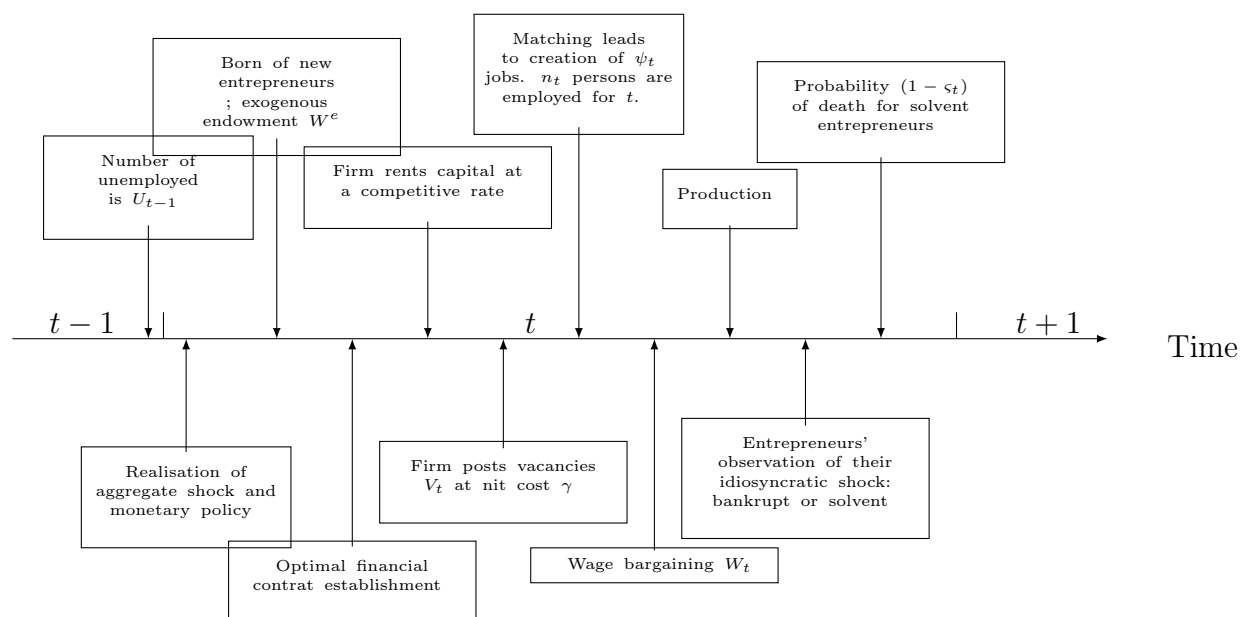 Born of new
entrepreneurs
; exogenous
endowment W^e
Matching leads
to creation of ψ_t
jobs. n_t persons are
employed for t.
Probability (1 − ς_t)
of death for solvent
entrepreneurs
Number of
unemployed
is U_{t−1}
Firm rents capital at
a competitive rate
Production
t − 1
t
t + 1
Time
Realisation of
aggregate shock and
monetary policy
Firm posts vacancies
V_t at nit cost γ
Entrepreneurs'
observation of their
idiosyncratic shock:
bankrupt or solvent
Optimal financial
contrat establishment
Wage bargaining W_t